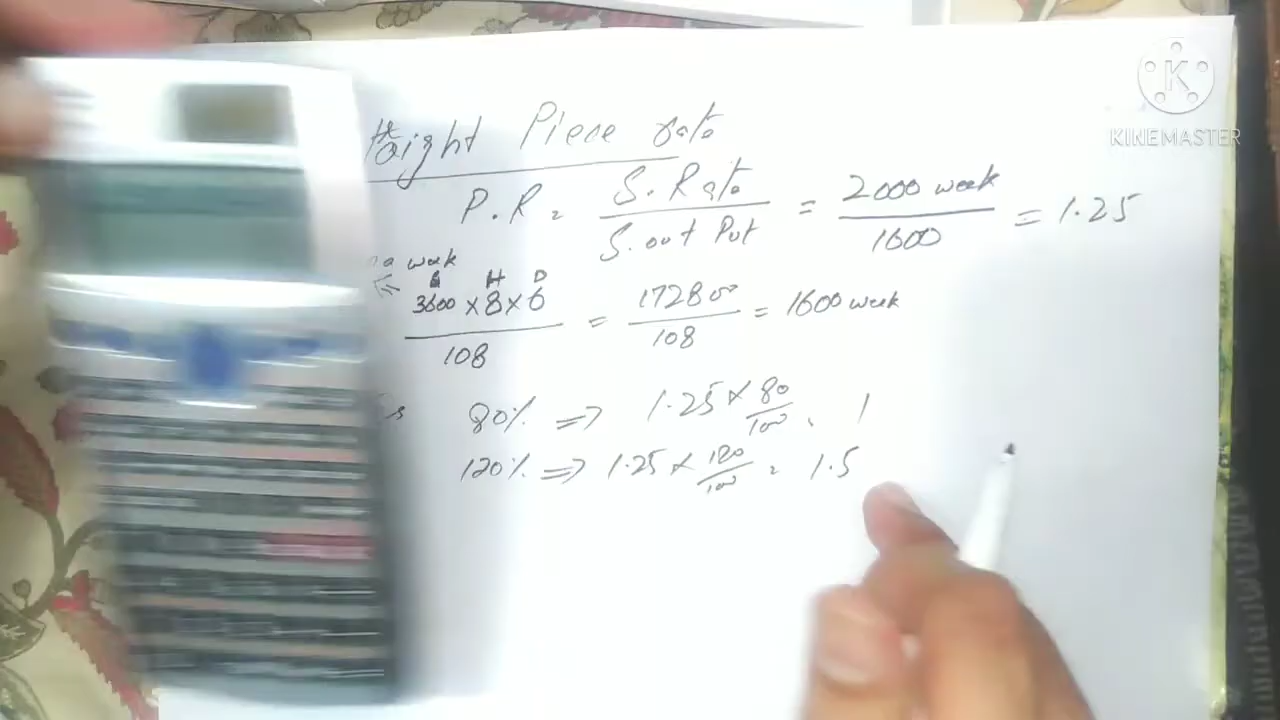 K
KINEMASTER
Piece rate
P.R = S.Rate / S.out Put = 2000 week / 1600 = 1.25
a week
H D
3600 × 8 × 6 / 108 = 172800 / 108 = 1600 week
80% => 1.25 × 80/100 = 1
120% => 1.25 × 120/100 = 1.5